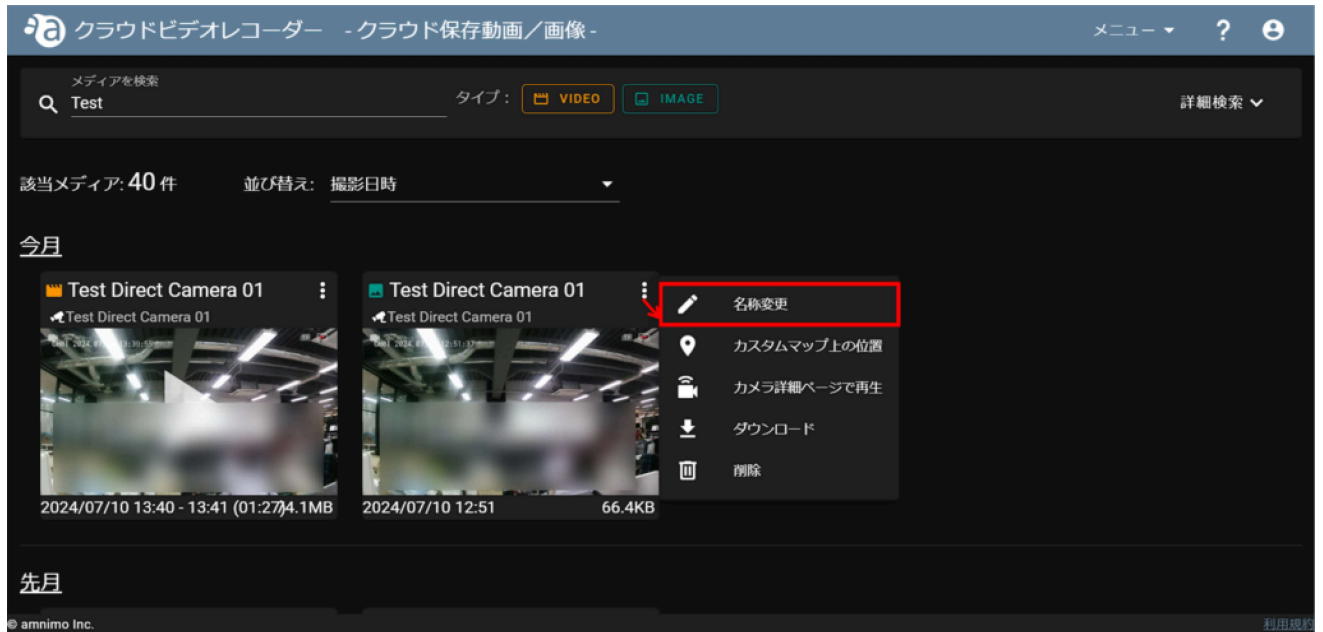 クラウドビデオレコーダー - クラウド保存動画／画像 -
メニュー
?
メディアを検索
Test
タイプ :
VIDEO
IMAGE
詳細検索
該当メディア: 40 件
並び替え: 撮影日時
今月
Test Direct Camera 01
Test Direct Camera 01
2024/07/10 13:40 - 13:41 (01:27)
4.1MB
Test Direct Camera 01
Test Direct Camera 01
2024/07/10 12:51
66.4KB
名称変更
カスタムマップ上の位置
カメラ詳細ページで再生
ダウンロード
削除
先月
© amnimo Inc.
利用規約